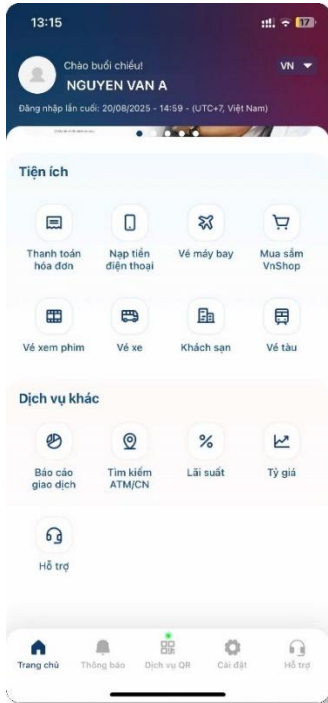 13:15
17
Chào buổi chiều!
VN
NGUYEN VAN A
Đăng nhập lần cuối: 20/08/2025 - 14:59 - (UTC+7, Việt Nam)
Tiện ích
Thanh toán
hóa đơn
Nạp tiền
điện thoại
Vé máy bay
Mua sắm
VnShop
Vé xem phim
Vé xe
Khách sạn
Vé tàu
Dịch vụ khác
Báo cáo
giao dịch
Tìm kiếm
ATM/CN
Lãi suất
Tỷ giá
Hỗ trợ
Trang chủ
Thông báo
Dịch vụ QR
Cài đặt
Hỗ trợ